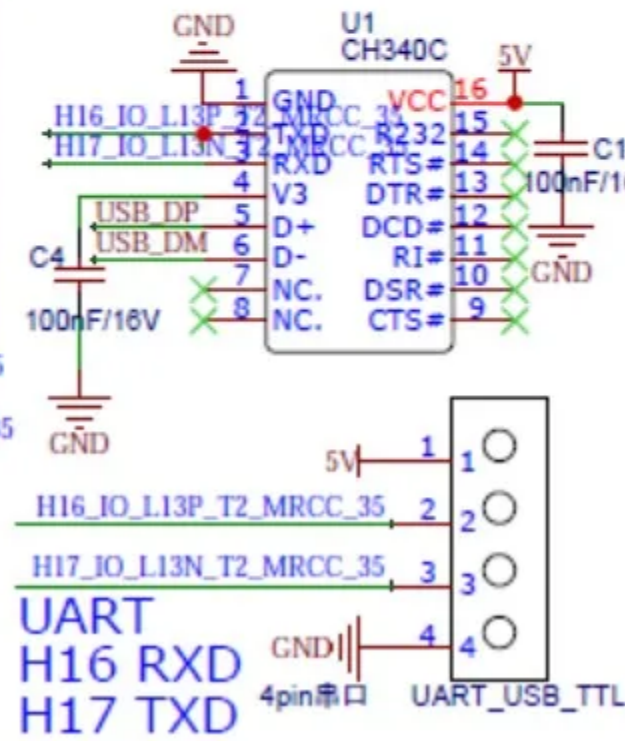 GND
U1
CH340C
5V
1
GND
VCC
16
H16_IO_L13P_T2_MRCC_35
2
TXD
R232
15
H17_IO_L13N_T2_MRCC_35
3
RXD
RTS#
14
4
V3
DTR#
13
C1
100nF/1
USB_DP
5
D+
DCD#
12
USB_DM
6
D-
RI#
11
C4
GND
7
NC.
DSR#
10
100nF/16V
8
NC.
CTS#
9
5
GND
5V
1
1
H16_IO_L13P_T2_MRCC_35
2
2
H17_IO_L13N_T2_MRCC_35
3
3
UART
H16 RXD
H17 TXD
GND
4
4
4pin串口
UART_USB_TTL